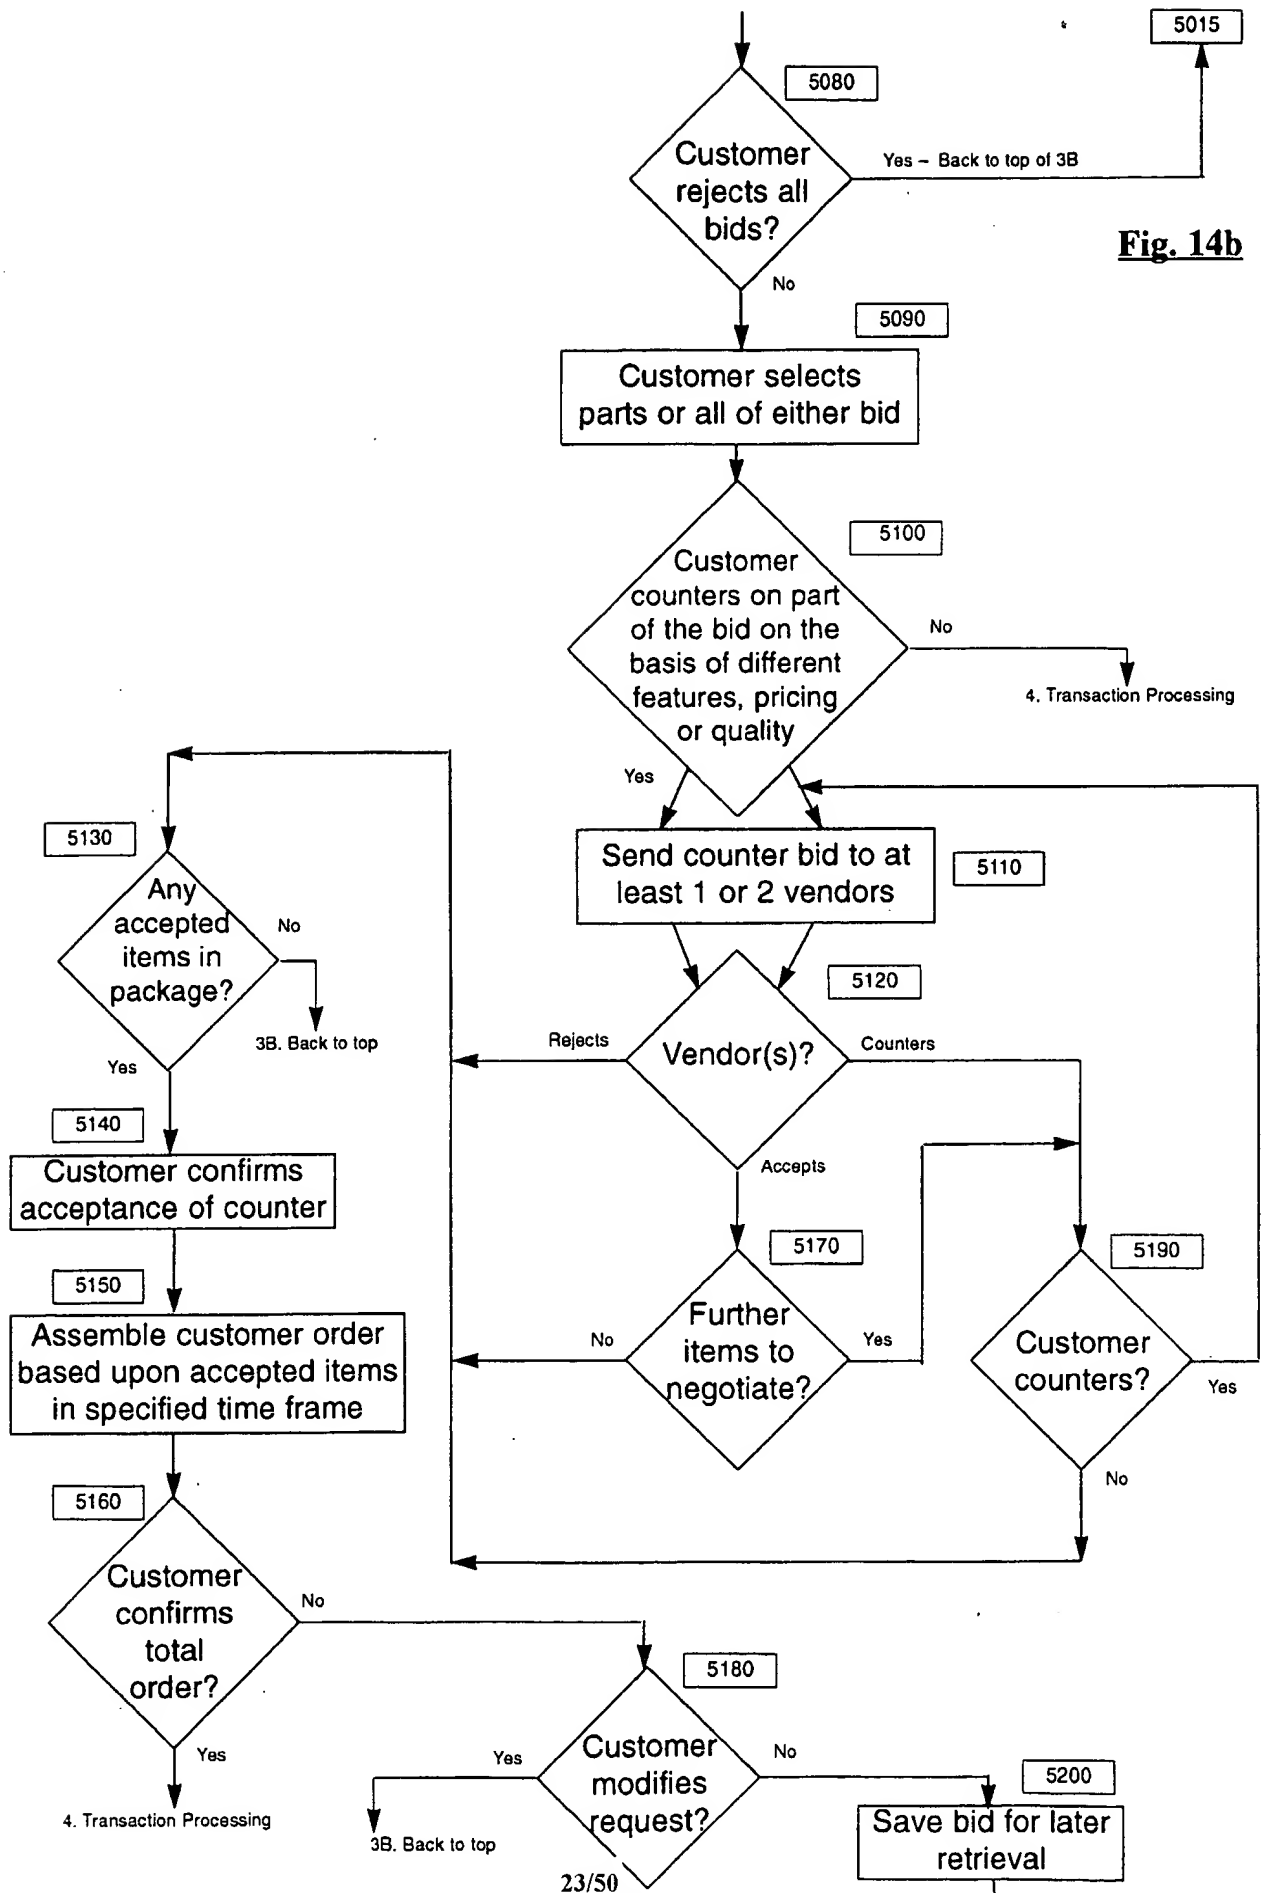 5015
5080
Customer
rejects all
bids?
Yes – Back to top of 3B
Fig. 14b
No
5090
Customer selects
parts or all of either bid
5100
Customer
counters on part
of the bid on the
basis of different
features, pricing
or quality
No
4. Transaction Processing
Yes
5110
Send counter bid to at
least 1 or 2 vendors
5130
Any
accepted
items in
package?
No
3B. Back to top
Yes
5120
Vendor(s)?
Rejects
Counters
Accepts
5140
Customer confirms
acceptance of counter
5170
Further
items to
negotiate?
No
Yes
5190
Customer
counters?
Yes
No
5150
Assemble customer order
based upon accepted items
in specified time frame
5160
Customer
confirms
total
order?
No
Yes
4. Transaction Processing
5180
Customer
modifies
request?
Yes
3B. Back to top
No
5200
Save bid for later
retrieval
23/50